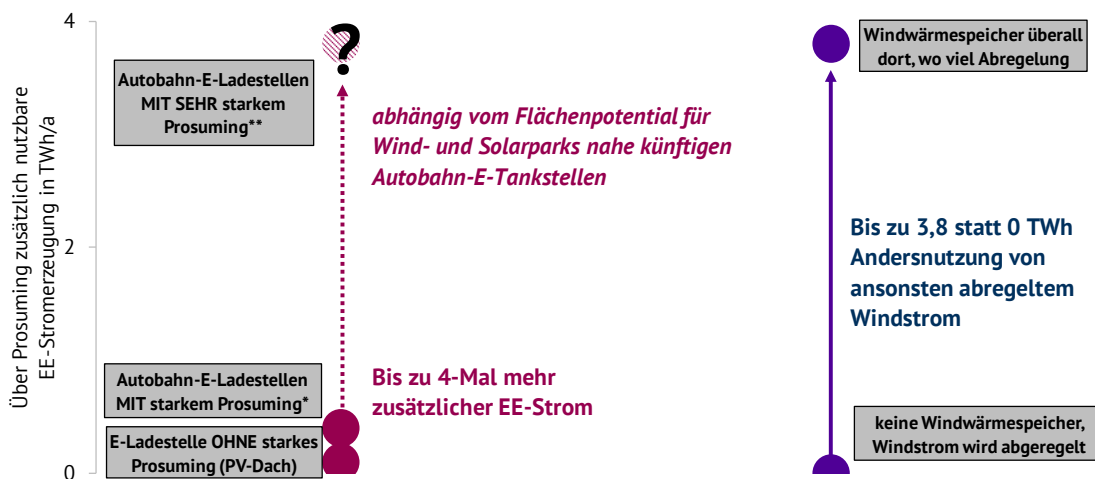 Über Prosuming zusätzlich nutzbare
EE-Stromerzeugung in TWh/a
4
2
0
Autobahn-E-Ladestellen
MIT SEHR starkem
Prosuming**
?
abhängig vom Flächenpotential für
Wind- und Solarparks nahe künftigen
Autobahn-E-Tankstellen
Autobahn-E-Ladestellen
MIT starkem Prosuming*
E-Ladestelle OHNE starkes
Prosuming (PV-Dach)
Bis zu 4-Mal mehr
zusätzlicher EE-Strom
Windwärmespeicher überall
dort, wo viel Abregelung
Bis zu 3,8 statt 0 TWh
Andersnutzung von
ansonsten abregeltem
Windstrom
keine Windwärmespeicher,
Windstrom wird abgeregelt